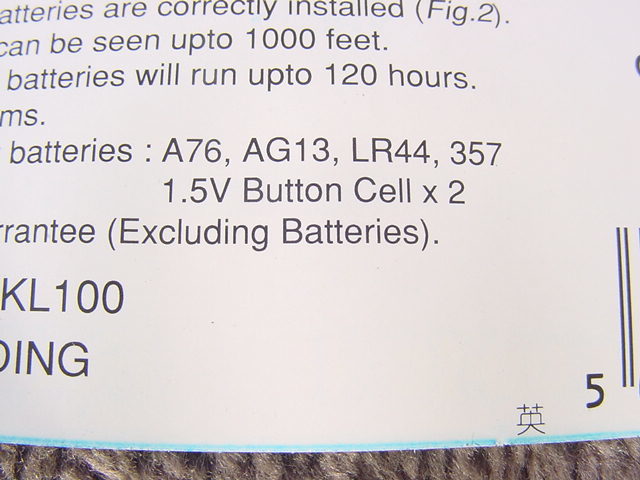 atteries are correctly installed (Fig.2).
can be seen upto 1000 feet.
batteries will run upto 120 hours.
ms.
batteries : A76, AG13, LR44, 357
1.5V Button Cell x 2
rrantee (Excluding Batteries).
KL100
DING
英
5